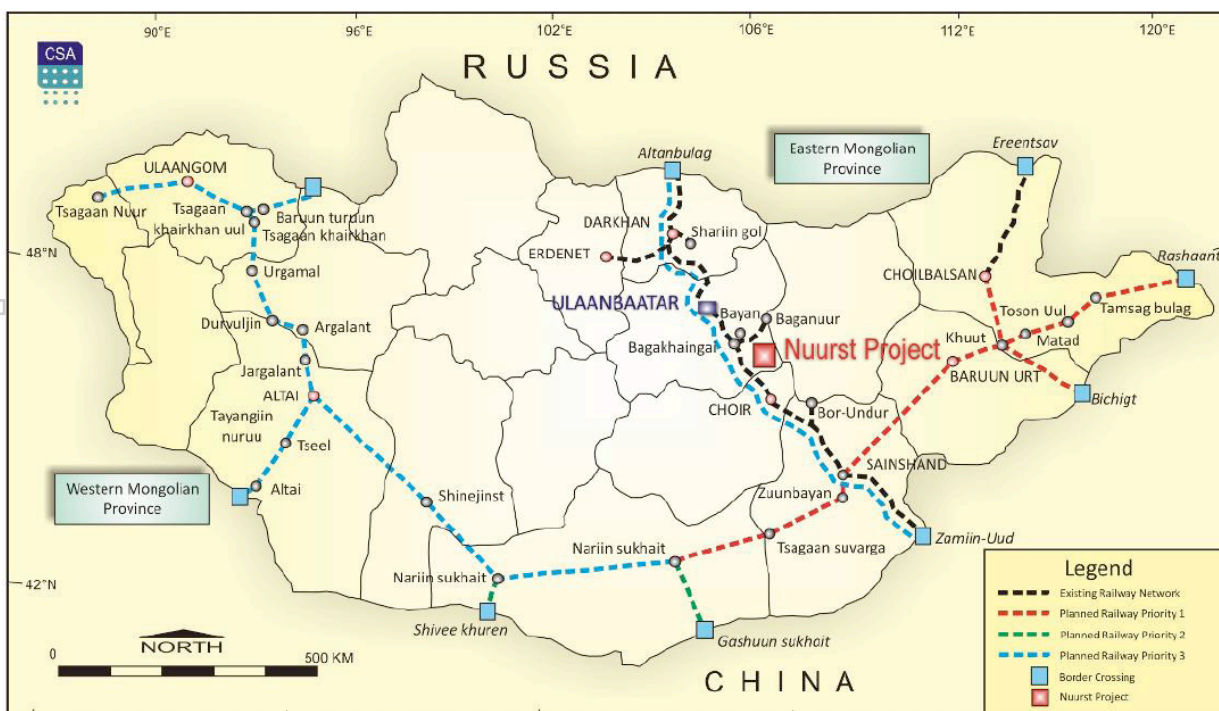 90°E
96°E
102°E
106°E
112°E
120°E
CSA
RUSSIA
Eastern Mongolian
Province
Altanbulag
Ereentsav
ULAANGOM
Tsagaan Nuur
Tsagaan
khairkhan uul
Baruun turuun
Tsagaan khairkhan
DARKHAN
Shariin gol
ERDENET
48°N
Rashaant
CHOILBALSAN
Urgamal
ULAANBAATAR
Bayan
Baganuur
Bagakhaingai
Nuurst Project
Toson Uul
Tamsag bulag
Khuut
Matad
BARUUN URT
Bichigt
Durvuljin
Argalant
Jargalant
ALTAI
Tayangiin
nuruu
Tseel
Altai
CHOIR
Bor-Undur
SAINSHAND
Zuunbayan
Western Mongolian
Province
Shinejinst
Tsagaan suvarga
Zamiin-Uud
Nariin sukhait
Nariin sukhait
42°N
Shivee khuren
Gashuun sukhait
NORTH
0
500 KM
CHINA
Legend
Existing Railway Network
Planned Railway Priority 1
Planned Railway Priority 2
Planned Railway Priority 3
Border Crossing
Nuurst Project